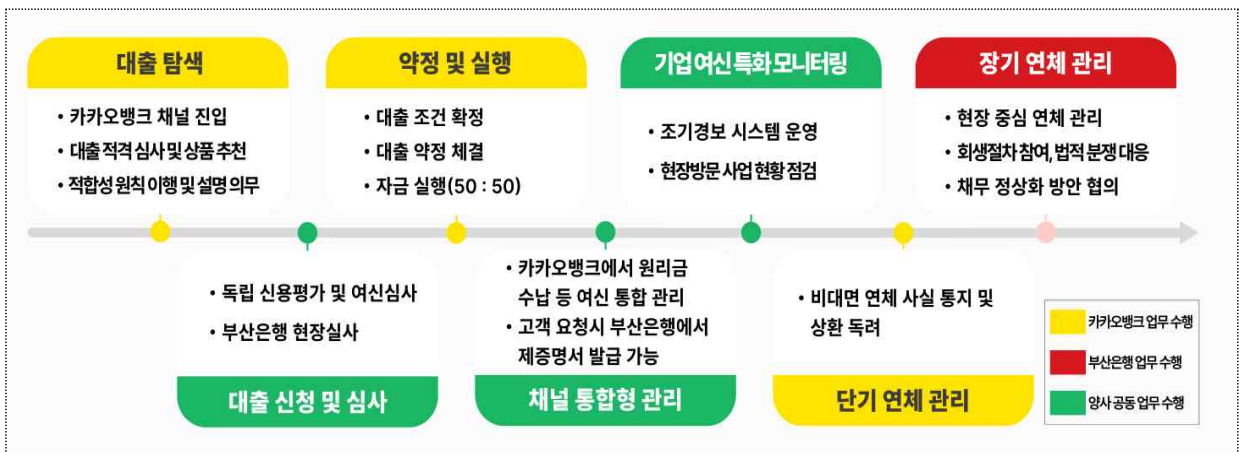 대출 탐색
• 카카오뱅크 채널 진입
• 대출 적격 심사 및 상품 추천
• 적합성 원칙 이행 및 설명 의무
약정 및 실행
• 대출 조건 확정
• 대출 약정 체결
• 자금 실행(50 : 50)
기업여신 특화 모니터링
• 조기경보 시스템 운영
• 현장방문 사업 현황 점검
장기 연체 관리
• 현장 중심 연체 관리
• 회생절차 참여, 법적 분쟁 대응
• 채무 정상화 방안 협의
• 독립 신용평가 및 여신심사
• 부산은행 현장실사
대출 신청 및 심사
• 카카오뱅크에서 원리금
수납 등 여신 통합 관리
• 고객 요청시 부산은행에서
제증명서 발급 가능
채널 통합형 관리
• 비대면 연체 사실 통지 및
상환 독려
단기 연체 관리
카카오뱅크 업무 수행
부산은행 업무 수행
양사 공동 업무 수행